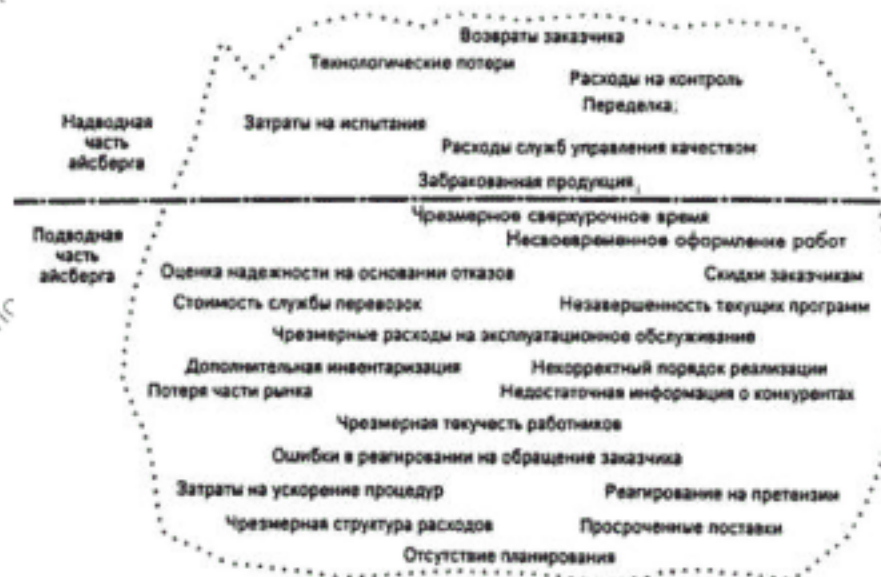 Возвраты заказчика
Технологические потери
Расходы на контроль
Переделка;
Надводная
часть
айсберга
Затраты на испытания
Расходы служб управления качеством
Забракованная продукция;
Чрезмерное сверхурочное время
Подводная
часть
айсберга
Несвоевременное оформление робот
Оценка надежности на основании отказов
Скидки заказчикам
Стоимость службы перевозок
Незавершенность текущих программ
Чрезмерные расходы на эксплуатационное обслуживание
Дополнительная инвентаризация
Некорректный порядок реализации
Потеря части рынка
Недостаточная информация о конкурентах
Чрезмерная текучесть работников
Ошибки в реагировании на обращение заказчика
Затраты на ускорение процедур
Реагирование на претензии
Чрезмерная структура расходов
Просроченные поставки
Отсутствие планирования